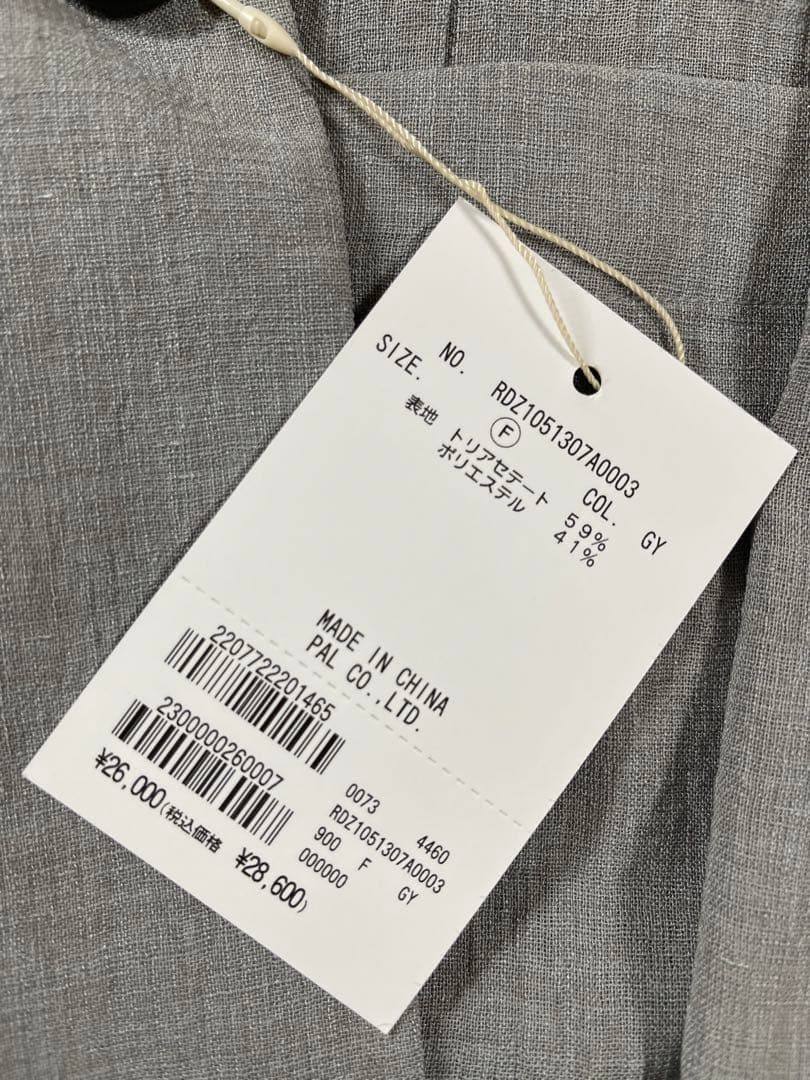 NO. RDZ1051307A0003
SIZE. Ⓕ COL. GY
表地 トリアセテート 59%
ポリエステル 41%
MADE IN CHINA
PAL CO.,LTD.
2207722201465
2300000260007
¥26,000(税込価格 ¥28,600)
0073 4460
RDZ1051307A0003
900 F GY
000000